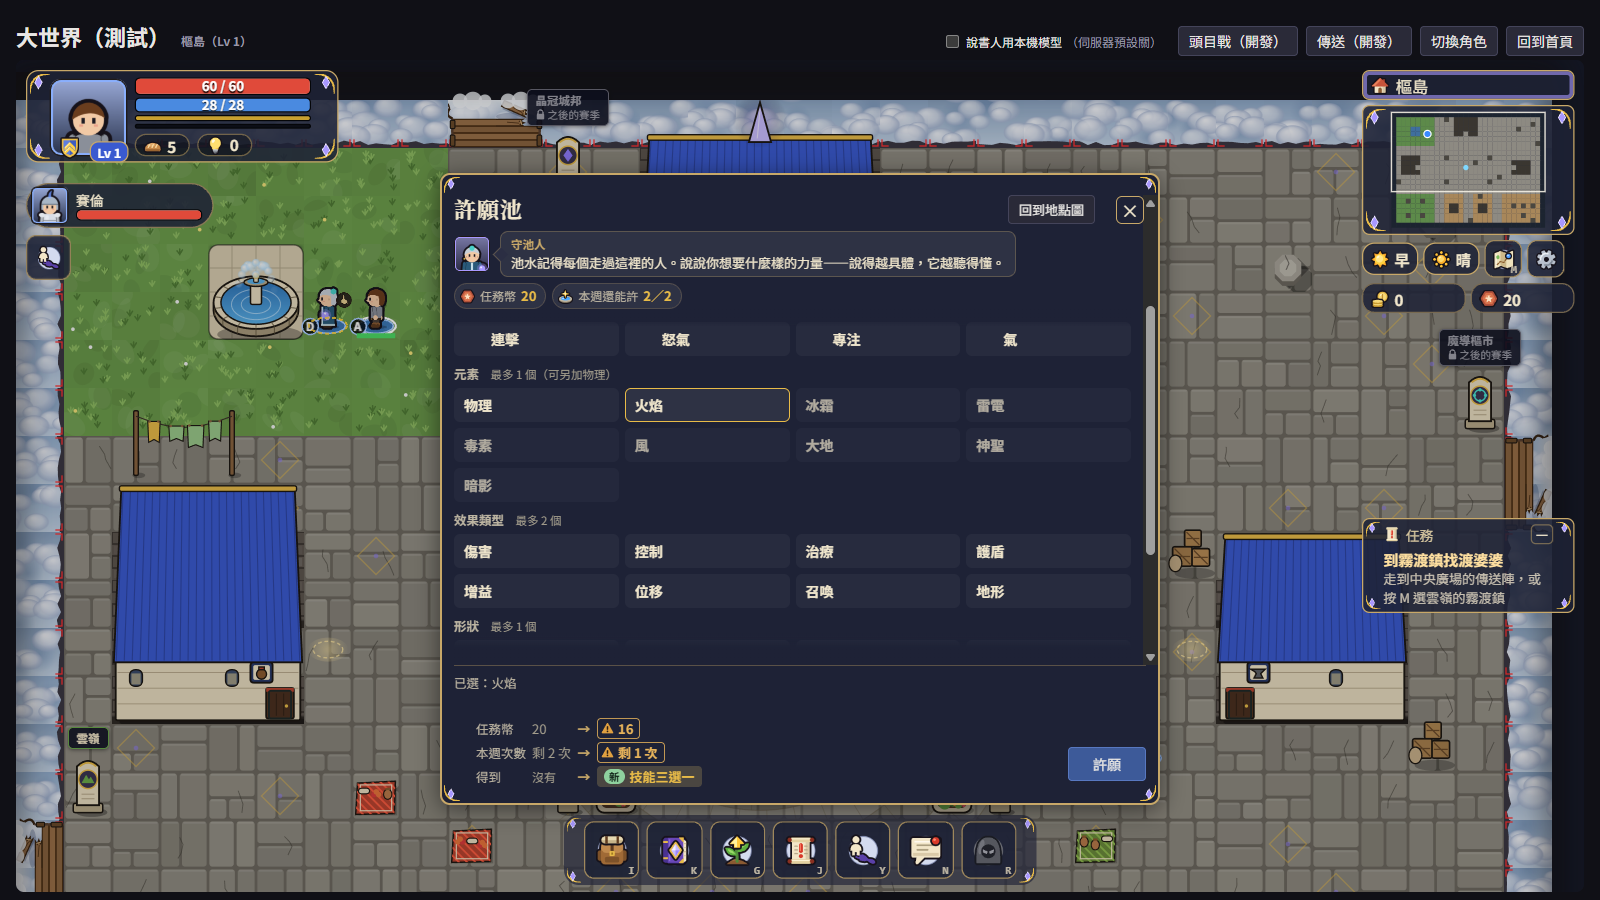 大世界（測試） 樞島（Lv 1）
說書人用本機模型 （伺服器預設關） 頭目戰（開發） 傳送（開發） 切換角色 回到首頁
60 / 60
28 / 28
Lv 1 5 0
賽倫
晶冠城邦
之後的賽季
樞島
早 晴 M
0 20
魔導樞市
之後的賽季
許願池 回到地點圖
守池人
池水記得每個走過這裡的人。說說你想要什麼樣的力量——說得越具體，它越聽得懂。
任務幣 20 本週還能許 2／2
連擊 怒氣 專注 氣
元素 最多 1 個（可另加物理）
物理 火焰 冰霜 雷電
毒素 風 大地 神聖
暗影
效果類型 最多 2 個
傷害 控制 治療 護盾
增益 位移 召喚 地形
形狀 最多 1 個
已選：火焰
任務幣 20 → 16
本週次數 剩 2 次 → 剩 1 次
得到 沒有 → 新 技能三選一
許願
D A
任務
到霧渡鎮找渡婆婆
走到中央廣場的傳送陣，或
按 M 選雲嶺的霧渡鎮
雲嶺
I K G J Y N R